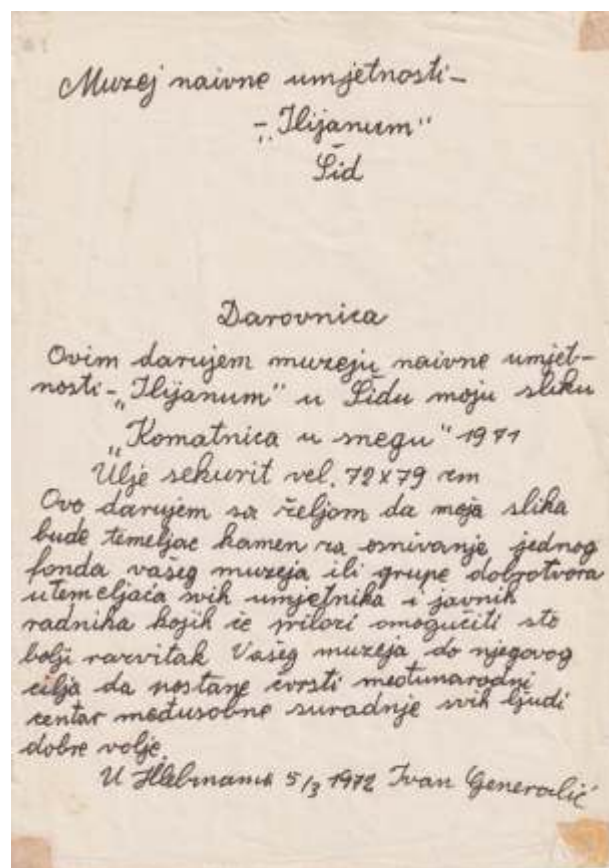 Muzej naivne umjetnosti-
-„Ilijanum"
Šid
Darovnica
Ovim darujem muzeju naivne umjet-
nosti-„Ilijanum" u Šidu moju sliku
„Komatnica u snegu" 1971
Ulje sekurit vel. 72x79 cm
Ovo darujem sa željom da moja slika
bude temeljac kamen za osnivanje jednog
fonda vašeg muzeja ili grupe dobrotvora
utemeljača svih umjetnika i javnih
radnika kojih će prilozi omogučiti sto
bolji razvitak Vašeg muzeja do njegovog
cilja da postane čvrsti međunarodni
centar međusobne suradnje svih ljudi
dobre volje.
U Hlebinama 5/3 1972 Ivan Generalić